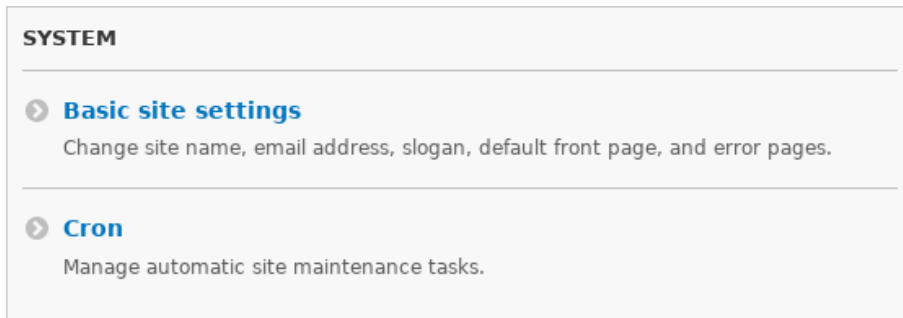 SYSTEM
Basic site settings
Change site name, email address, slogan, default front page, and error pages.
Cron
Manage automatic site maintenance tasks.